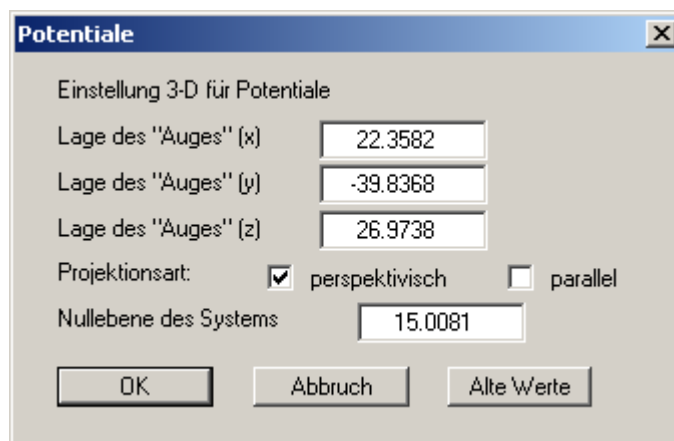 Potentiale
Einstellung 3-D für Potentiale
Lage des "Auges" (x) 22.3582
Lage des "Auges" (y) -39.8368
Lage des "Auges" (z) 26.9738
Projektionsart: perspektivisch parallel
Nullebene des Systems 15.0081
OK Abbruch Alte Werte